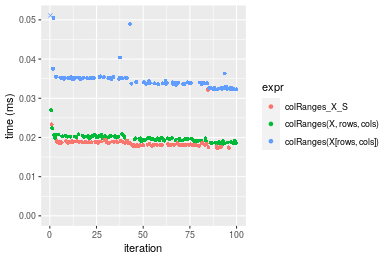 time (ms)
0.05
0.04
0.03
0.02
0.01
0.00
0
25
50
75
100
iteration
expr
colRanges_X_S
colRanges(X, rows, cols)
colRanges(X[rows, cols])